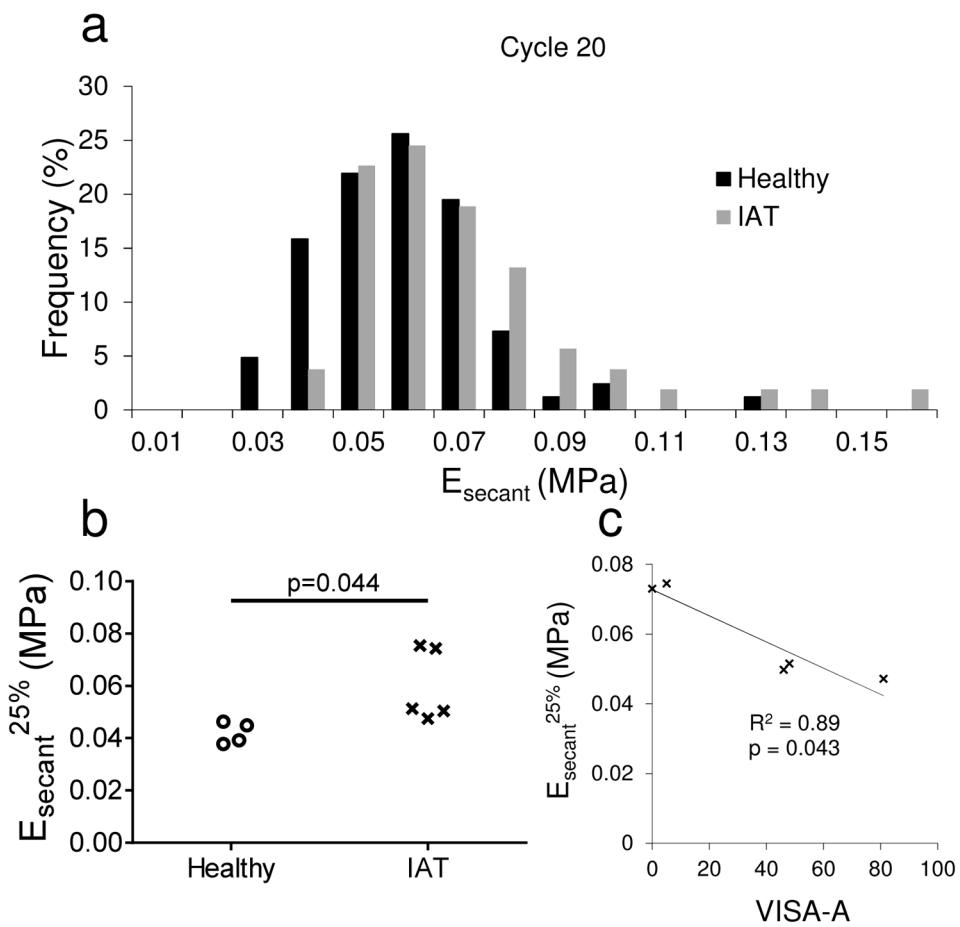 a
Cycle 20
30
25
20
15
10
5
0
Frequency (%)
Healthy
IAT
0.01 0.03 0.05 0.07 0.09 0.11 0.13 0.15
Esecant (MPa)
b
0.10
0.08
0.06
0.04
0.02
0.00
Esecant25% (MPa)
p=0.044
Healthy IAT
c
0.08
0.06
0.04
0.02
0
Esecant25% (MPa)
R² = 0.89
p = 0.043
0 20 40 60 80 100
VISA-A